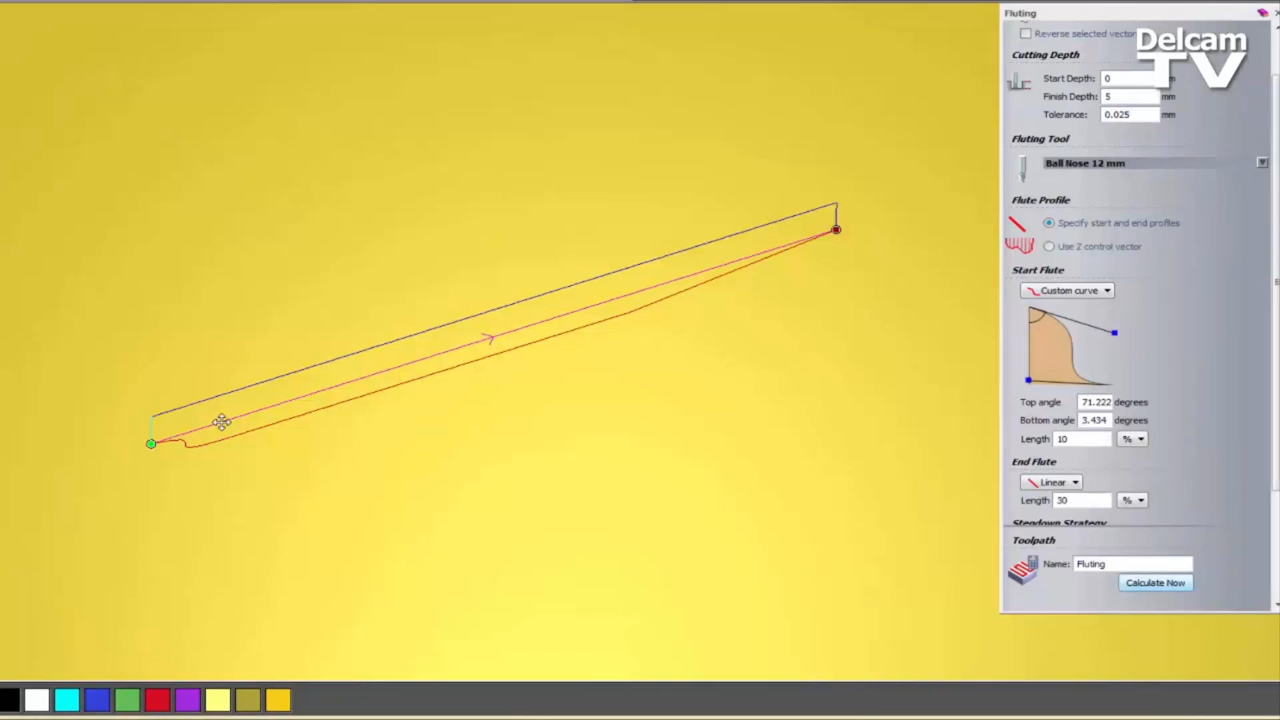 Fluting
Reverse selected vector
Delcam
TV
Cutting Depth
Start Depth: 0
Finish Depth: 5 mm
Tolerance: 0.025 mm
Fluting Tool
Ball Nose 12 mm
Flute Profile
Specify start and end profiles
Use Z control vector
Start Flute
Custom curve
Top angle 71.222 degrees
Bottom angle 3.434 degrees
Length 10 %
End Flute
Linear
Length 30 %
Stepdown Strategy
Toolpath
Name: Fluting
Calculate Now